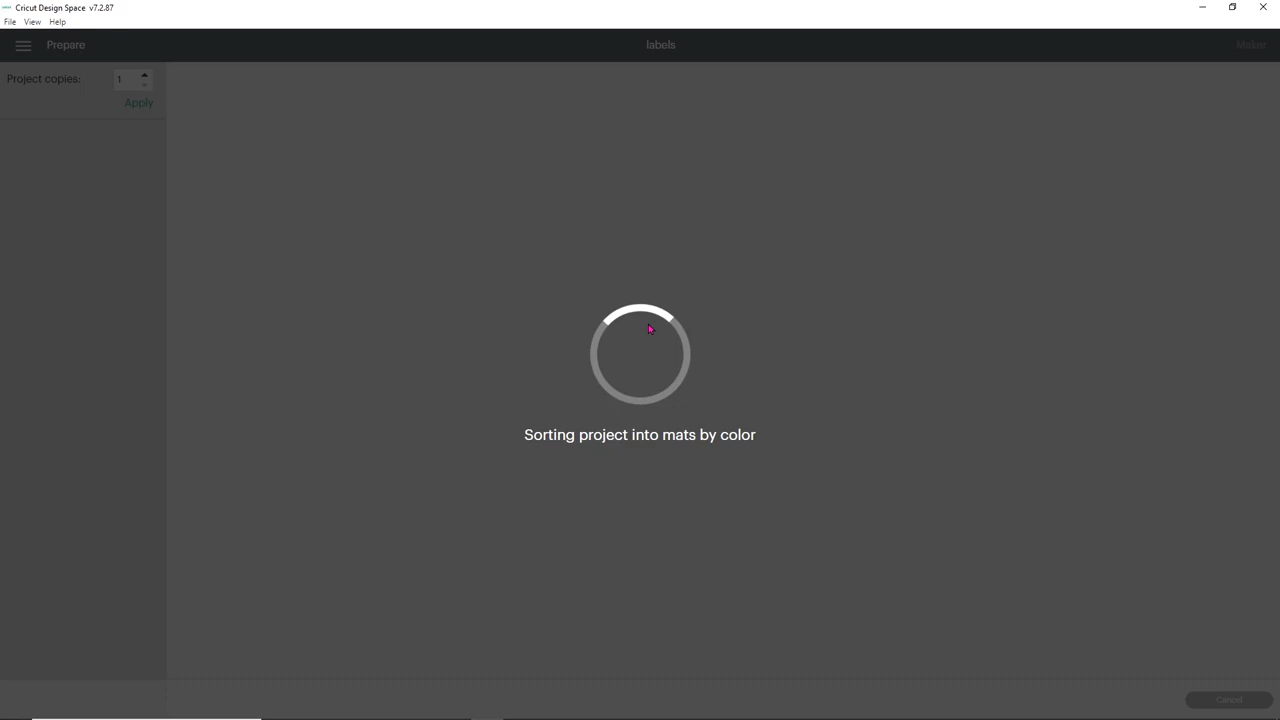 Cricut Design Space v7.2.87
File View Help
Prepare
labels
Maker
Project copies: 1
Apply
Sorting project into mats by color
Cancel